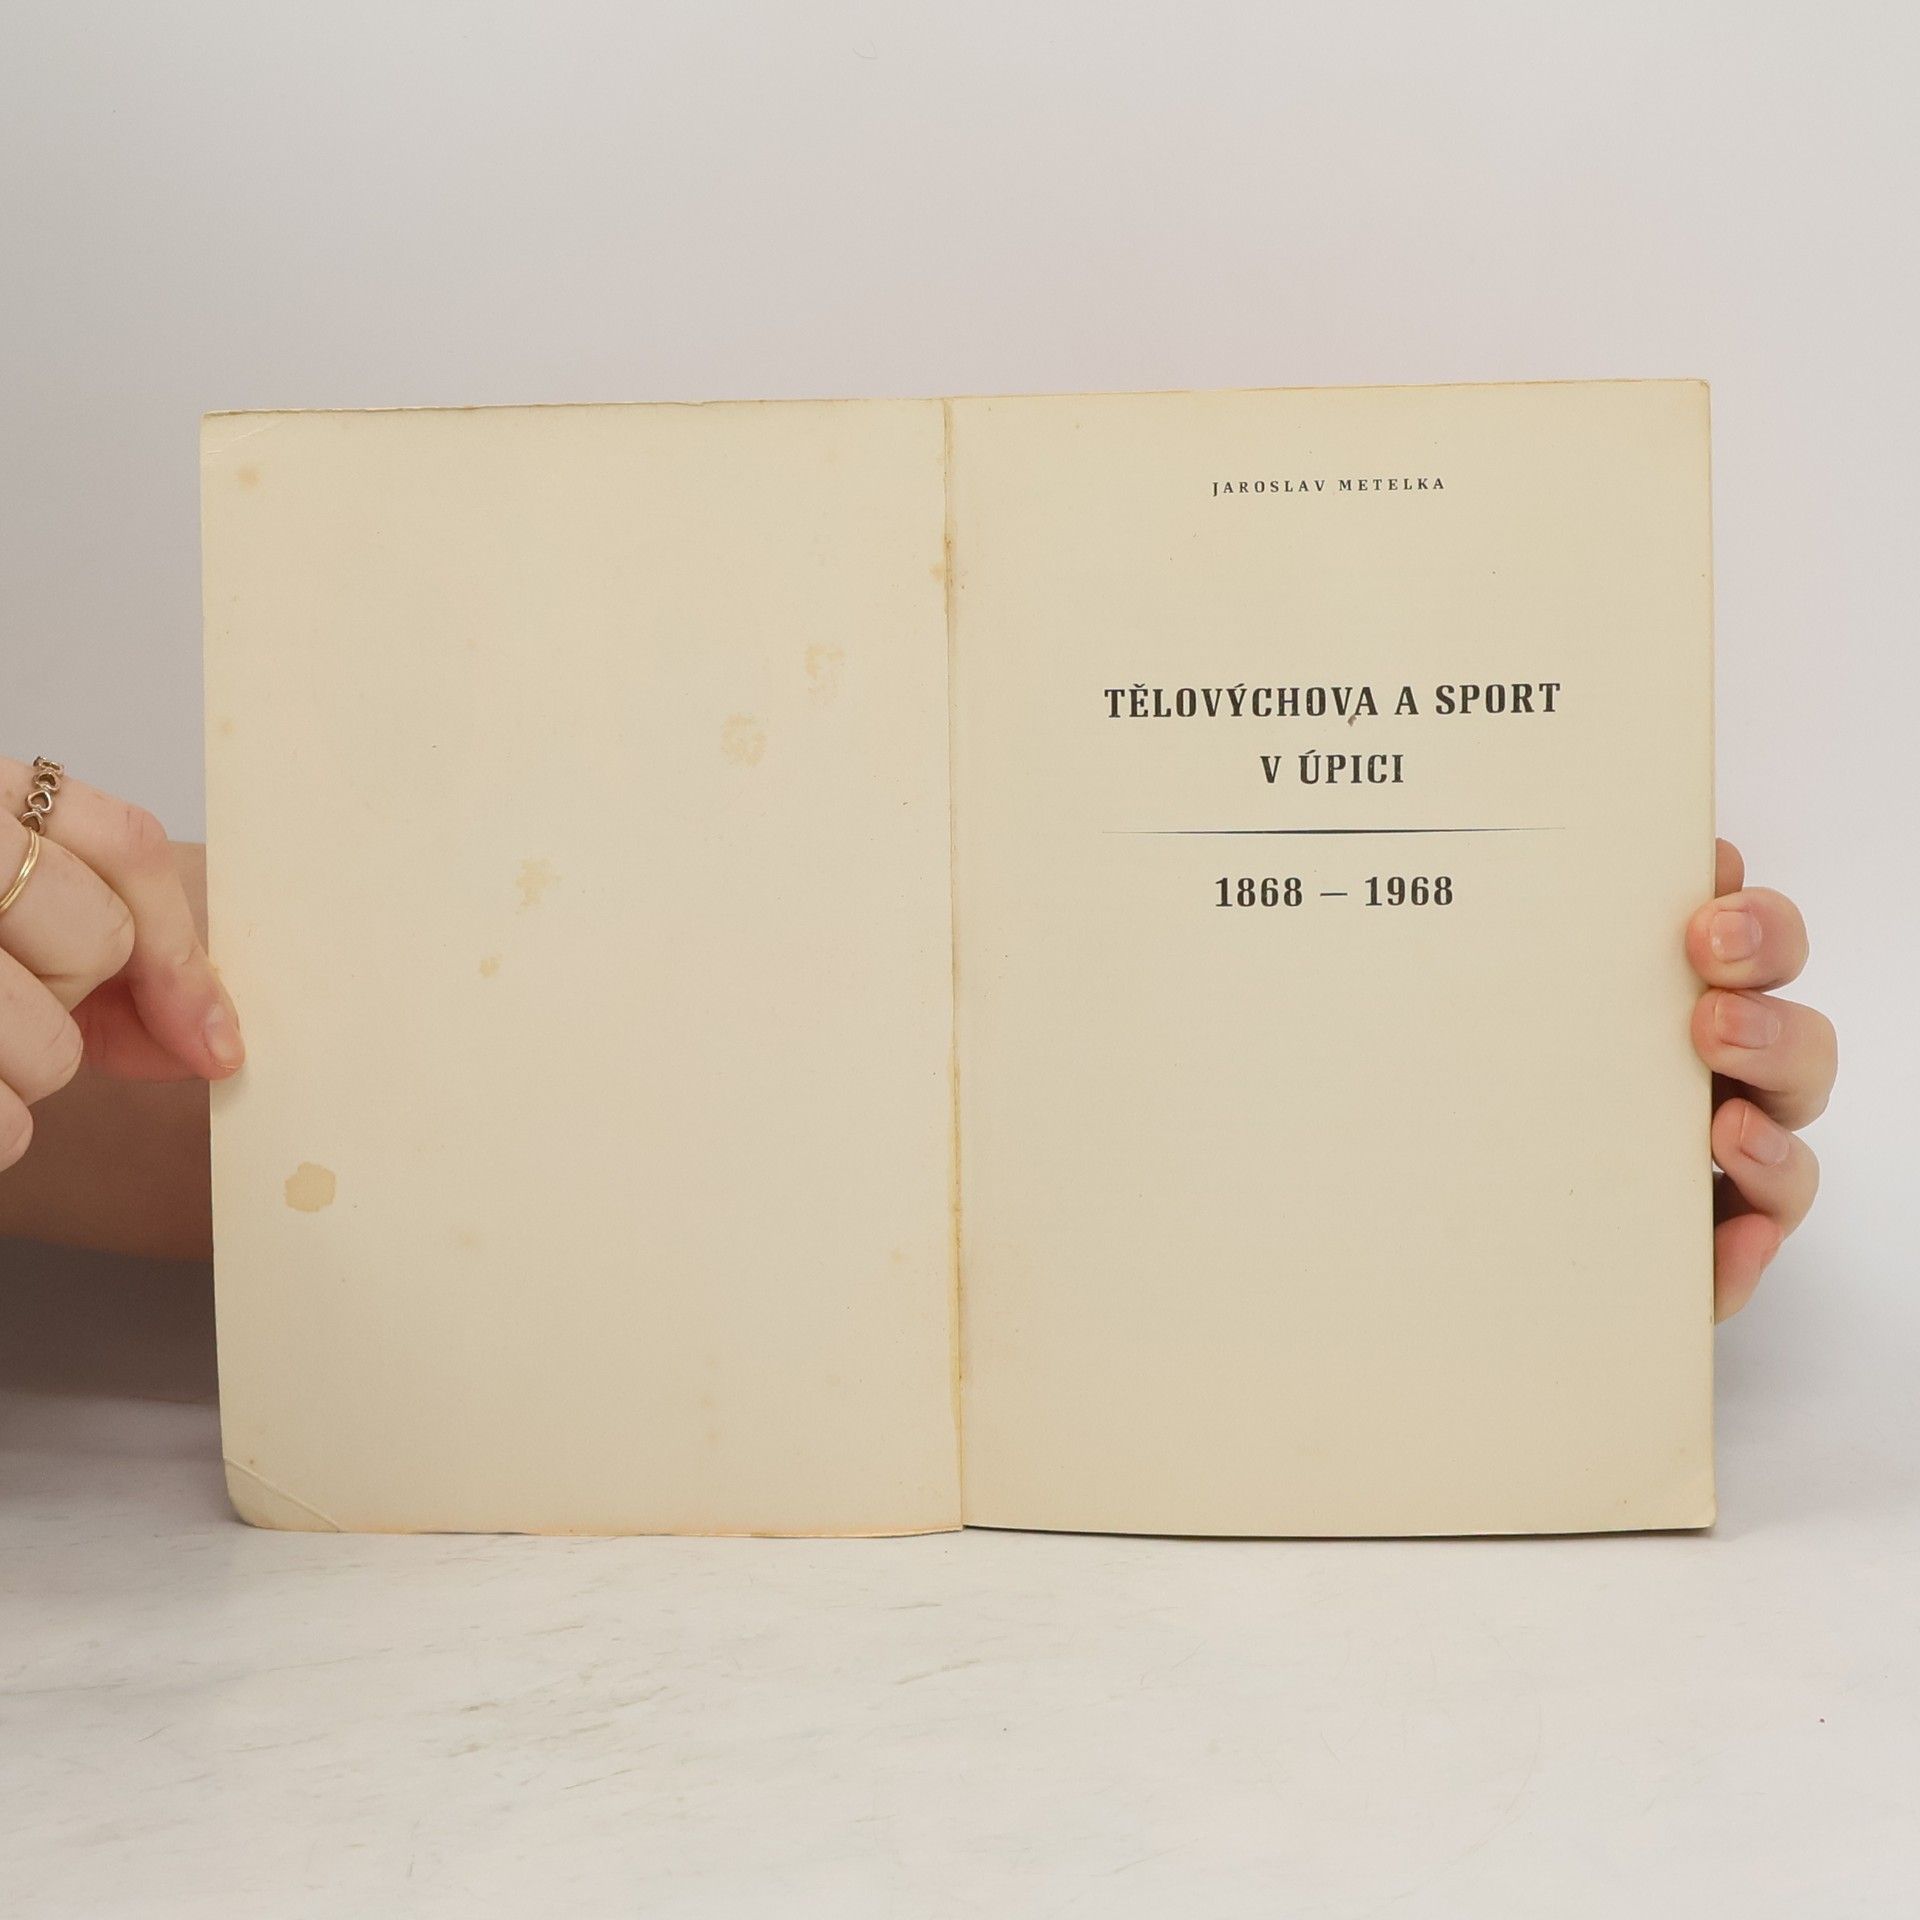 JAROSLAV METELKA
TĚLOVÝCHOVA A SPORT
V ÚPICI
1868 — 1968